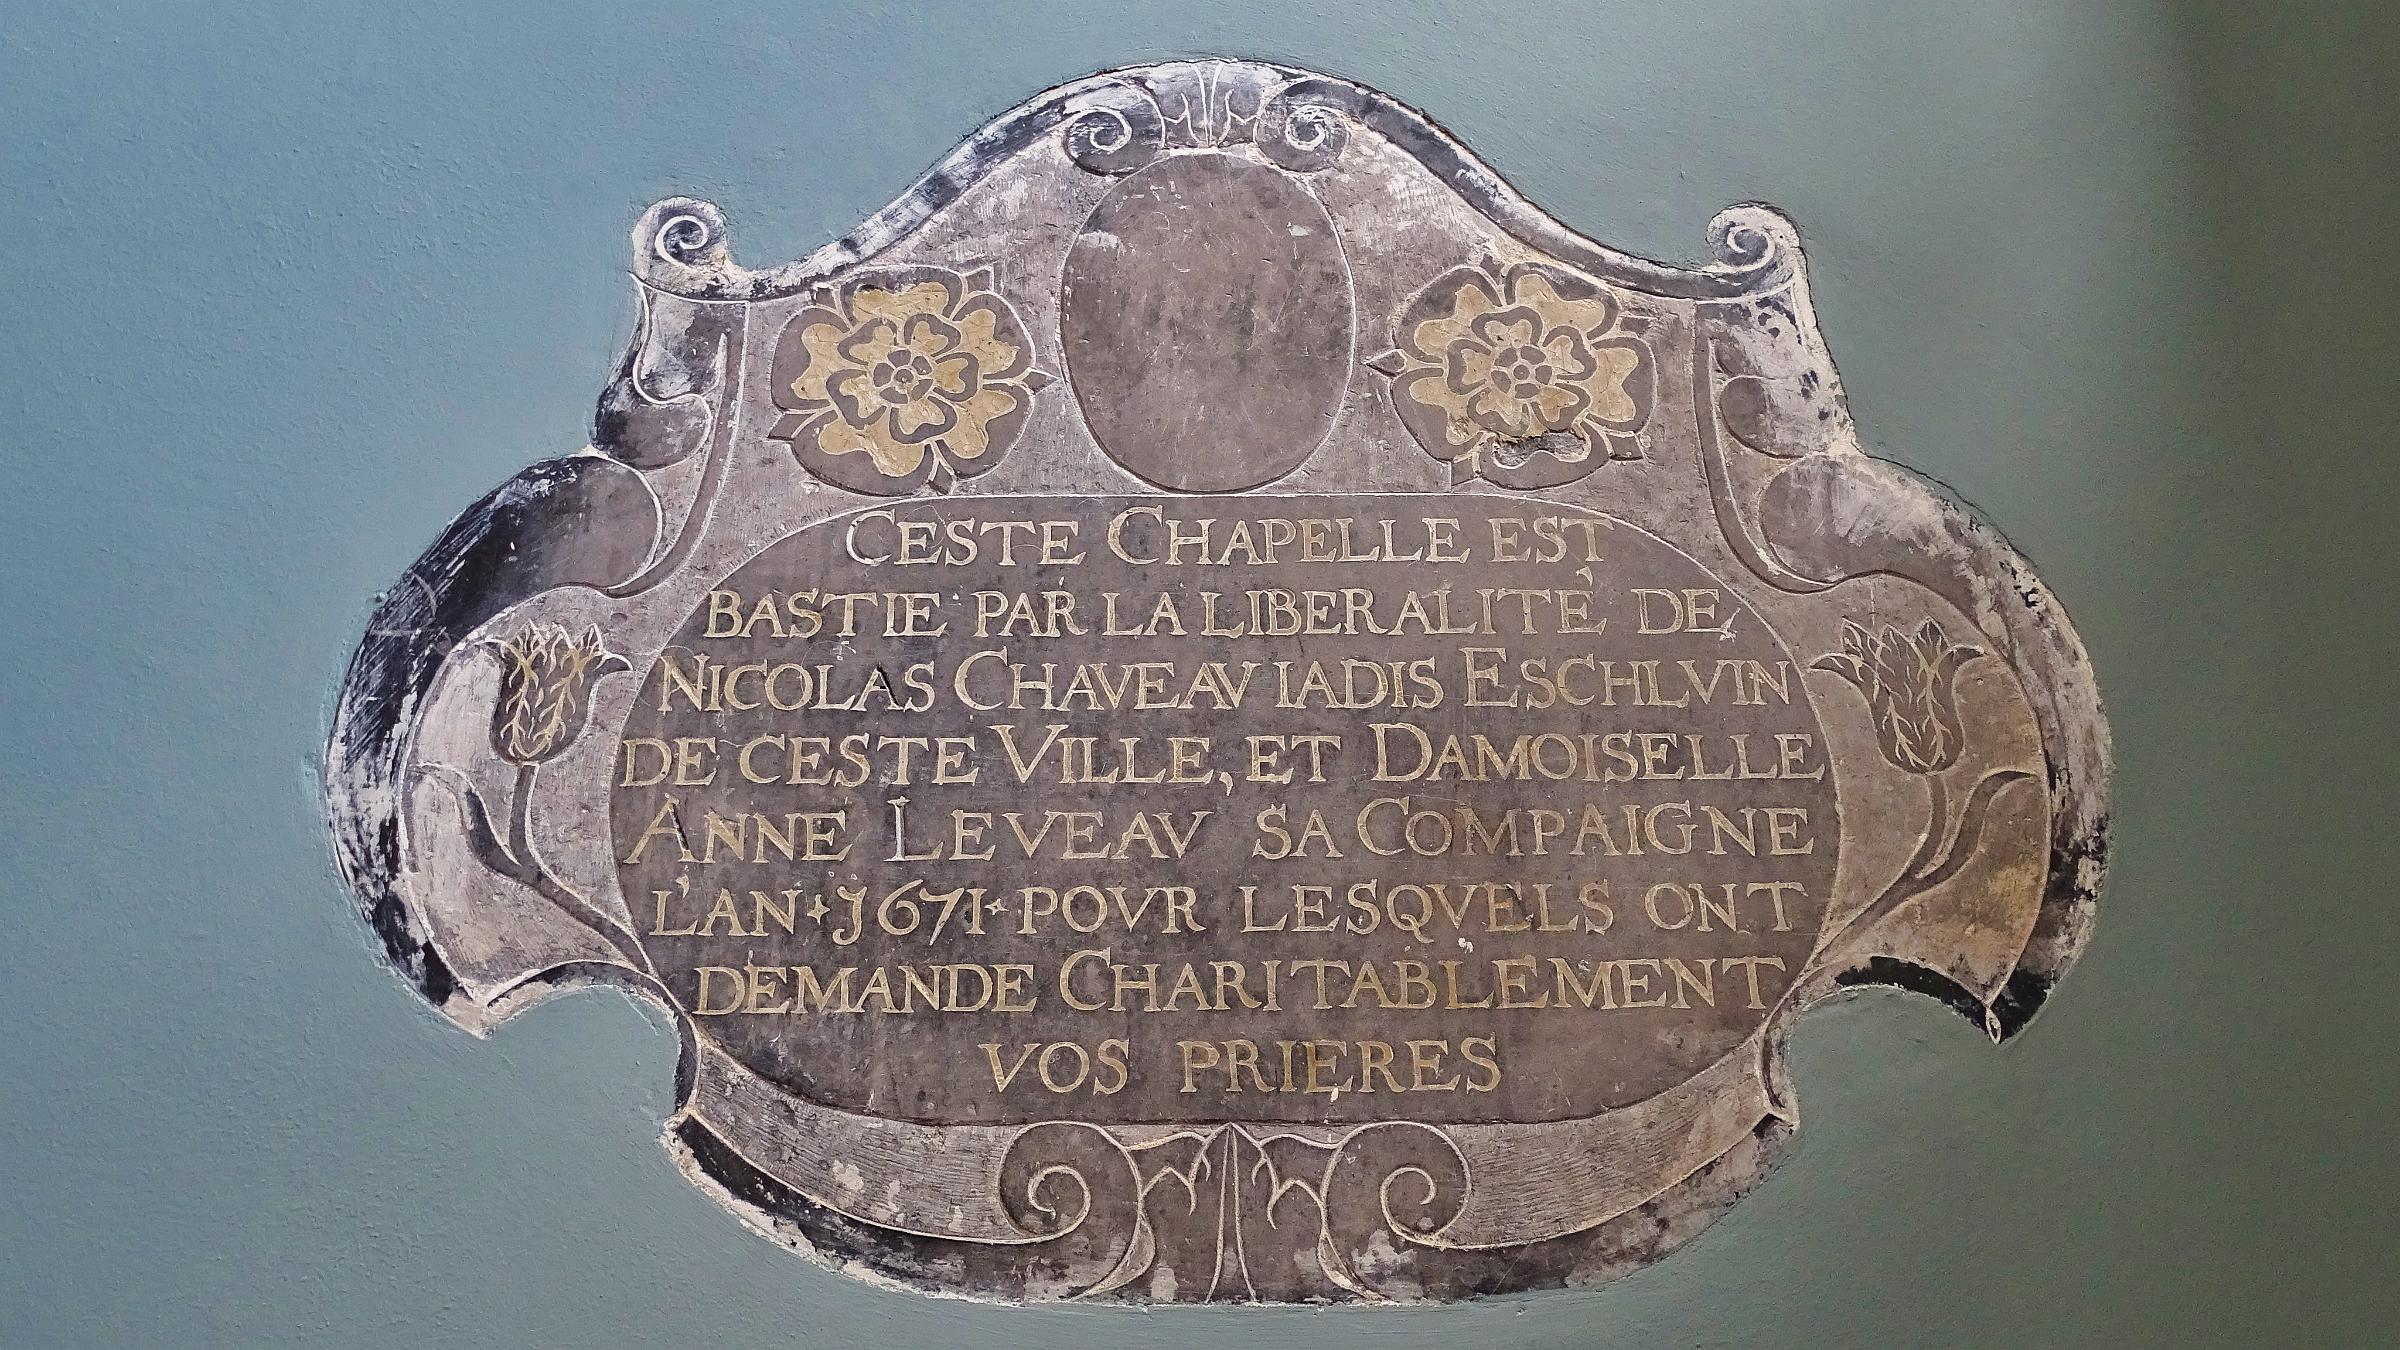 CESTE CHAPELLE EST
BASTIE PAR LA LIBERALITÉ DE
NICOLAS CHAVEAV IADIS ESCHLVIN
DE CESTE VILLE, ET DAMOISELLE
ANNE LEVEAV SA COMPAIGNE
L'AN 1671 POVR LESQVELS ONT
DEMANDE CHARITABLEMENT
VOS PRIERES